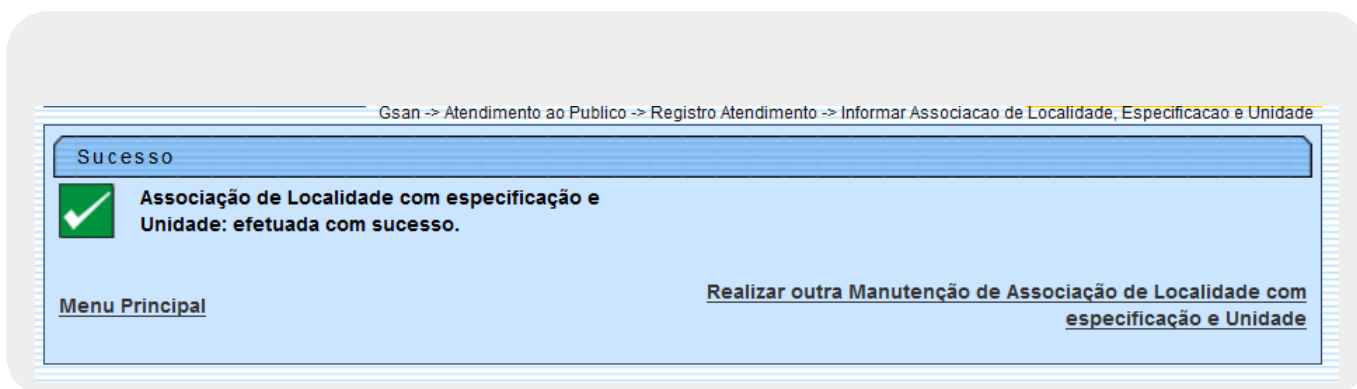 Gsan -> Atendimento ao Publico -> Registro Atendimento -> Informar Associacao de Localidade, Especificacao e Unidade
Sucesso
Associação de Localidade com especificação e
Unidade: efetuada com sucesso.
Menu Principal
Realizar outra Manutenção de Associação de Localidade com
especificação e Unidade